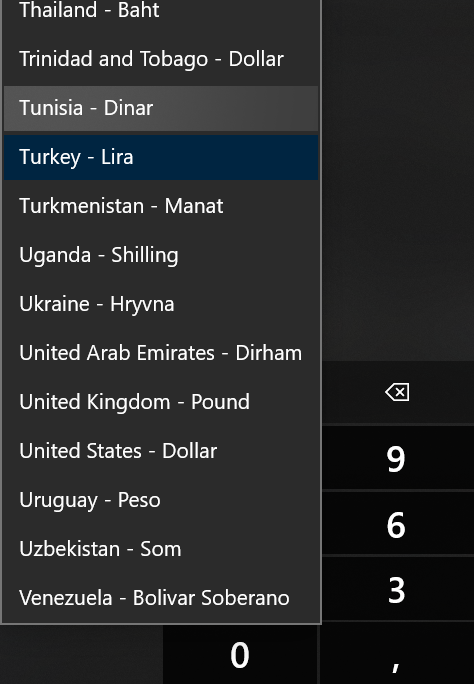 Thailand - Baht
Trinidad and Tobago - Dollar
Tunisia - Dinar
Turkey - Lira
Turkmenistan - Manat
Uganda - Shilling
Ukraine - Hryvna
United Arab Emirates - Dirham
United Kingdom - Pound
United States - Dollar
Uruguay - Peso
Uzbekistan - Som
Venezuela - Bolivar Soberano
9
6
3
0 ,